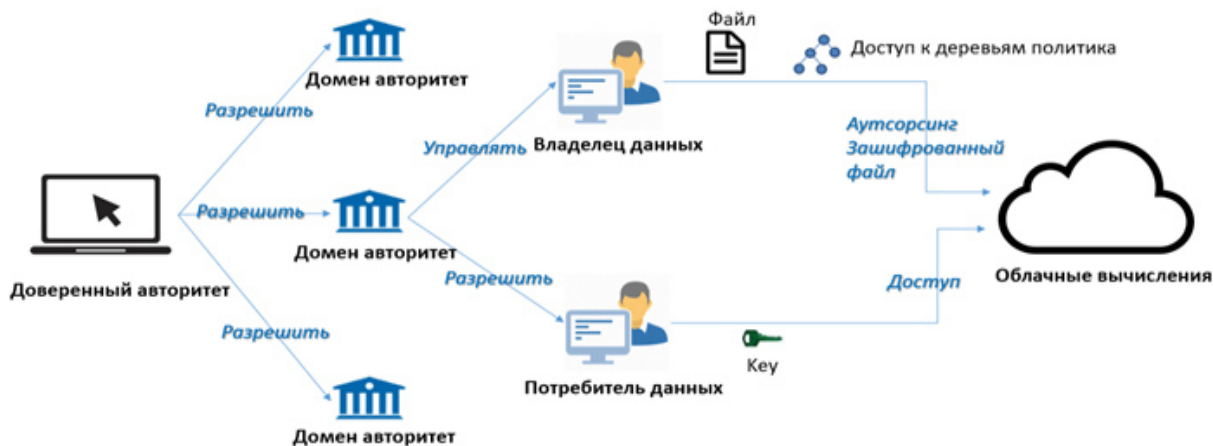 Файл
Доступ к деревьям политика
Домен авторитет
Разрешить
Управлять
Владелец данных
Аутсорсинг
Зашифрованный
файл
Разрешить
Домен авторитет
Доверенный авторитет
Разрешить
Доступ
Облачные вычисления
Разрешить
Key
Потребитель данных
Домен авторитет